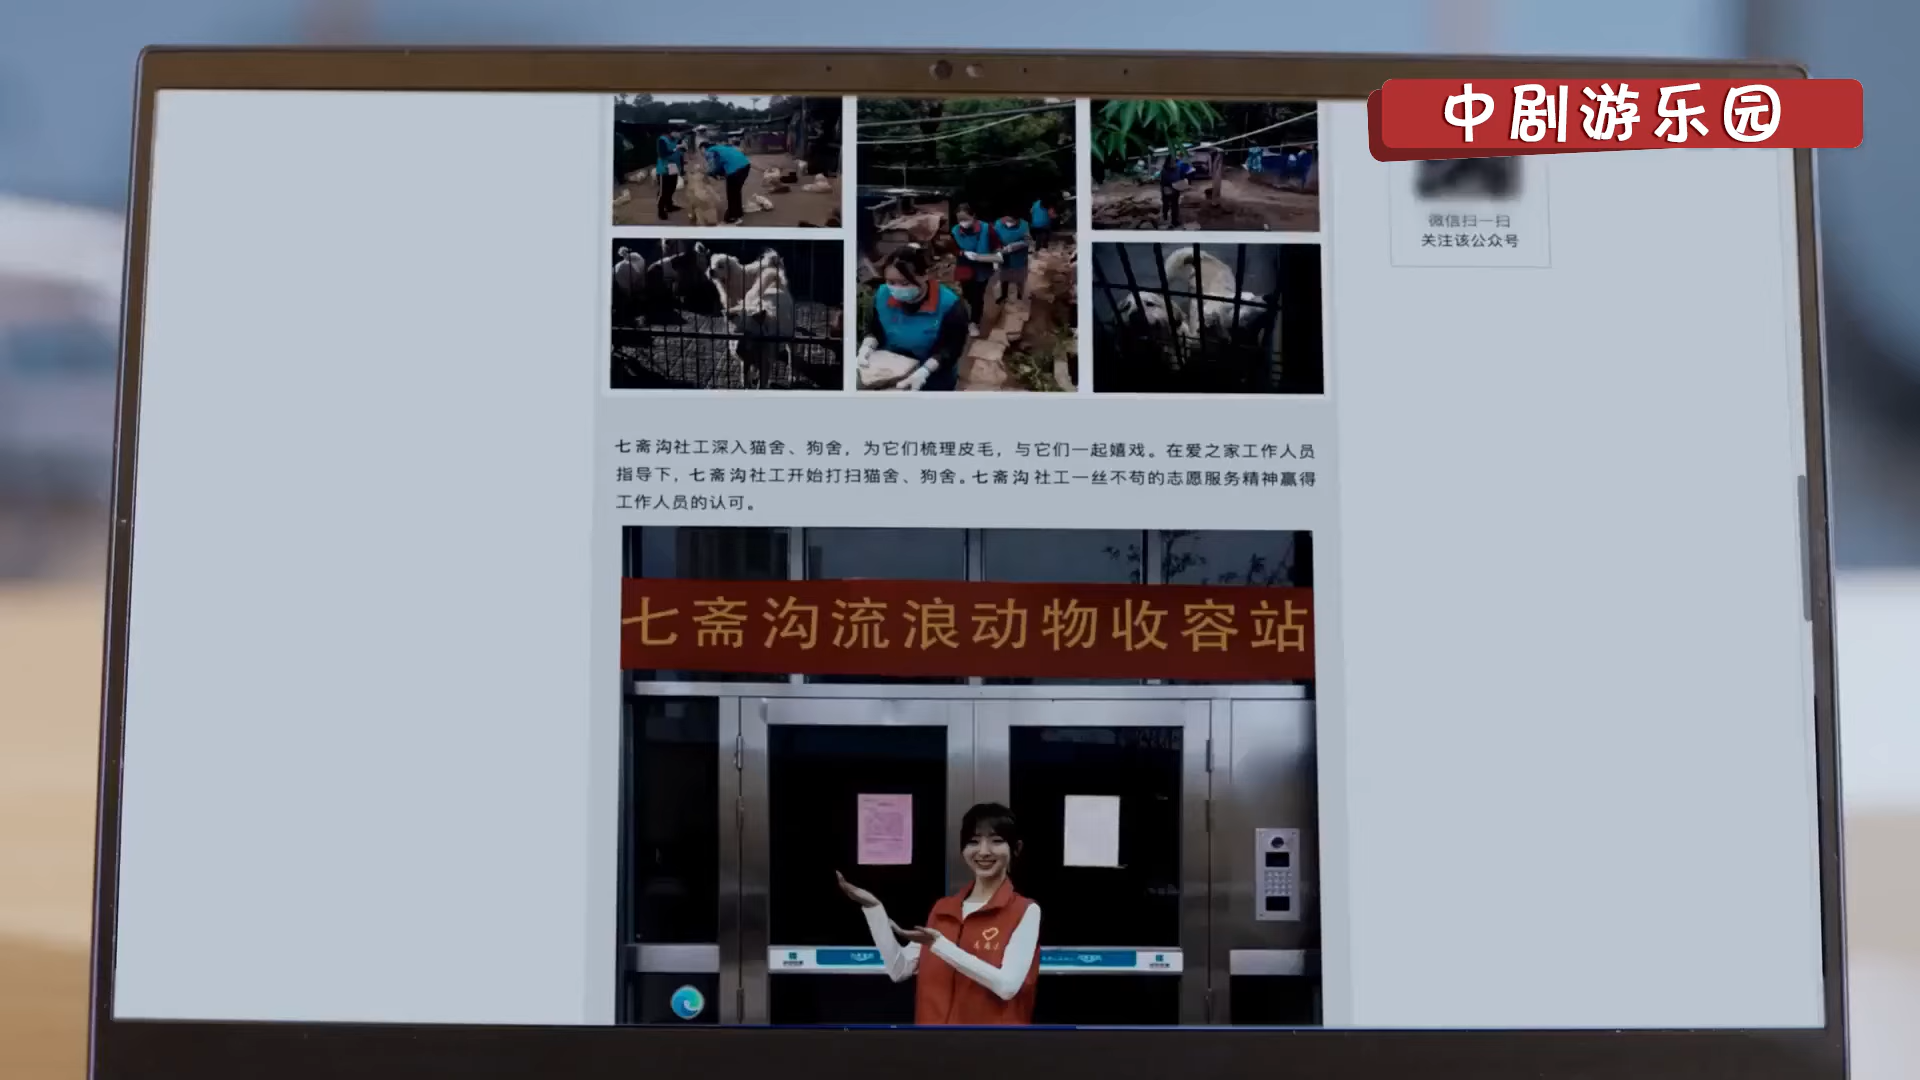 中剧游乐园
微信扫一扫
关注该公众号
七斋沟社工深入猫舍、狗舍，为它们梳理皮毛，与它们一起嬉戏。在爱之家工作人员
指导下，七斋沟社工开始打扫猫舍、狗舍。七斋沟社工一丝不苟的志愿服务精神赢得
工作人员的认可。
七斋沟流浪动物收容站